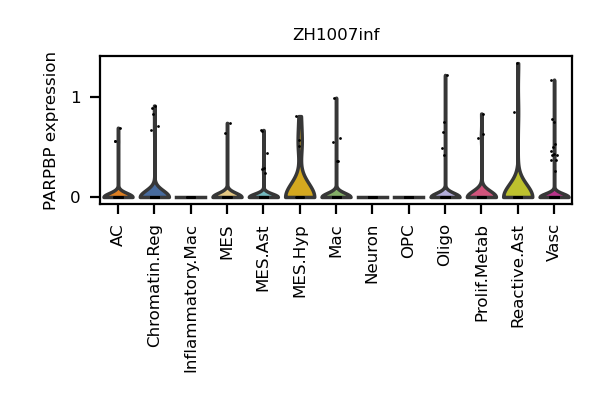 ZH1007inf
PARPBP expression
1
0
AC
Chromatin.Reg
Inflammatory.Mac
MES
MES.Ast
MES.Hyp
Mac
Neuron
OPC
Oligo
Prolif.Metab
Reactive.Ast
Vasc